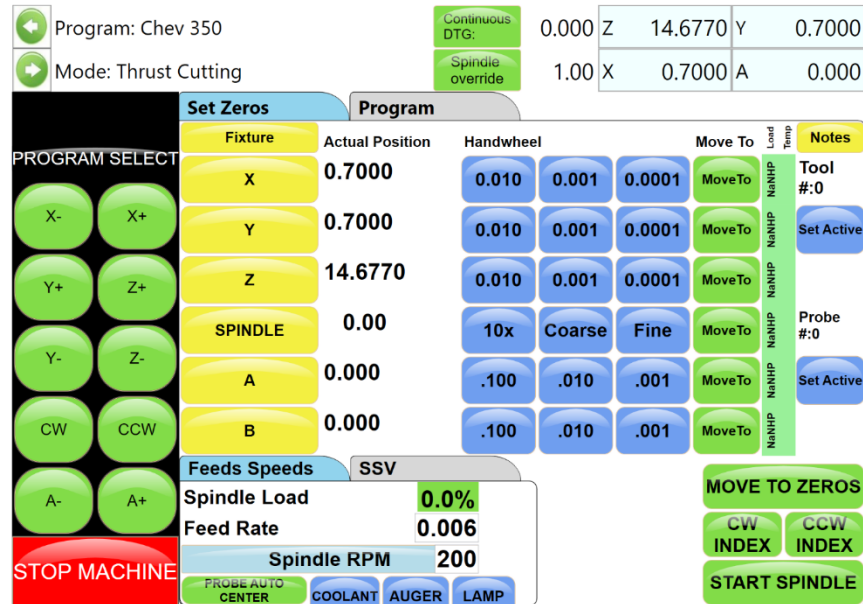 Program: Chev 350
Continuous DTG: 0.000 Z 14.6770 Y 0.7000
Mode: Thrust Cutting
Spindle override 1.00 X 0.7000 A 0.000
Set Zeros Program
PROGRAM SELECT
X- X+
Y+ Z+
Y- Z-
CW CCW
A- A+
STOP MACHINE
Fixture Actual Position Handwheel Move To Load Temp Notes
X 0.7000 0.010 0.001 0.0001 MoveTo NaNHP
Y 0.7000 0.010 0.001 0.0001 MoveTo NaNHP
Z 14.6770 0.010 0.001 0.0001 MoveTo NaNHP
SPINDLE 0.00 10x Coarse Fine MoveTo NaNHP
A 0.000 .100 .010 .001 MoveTo NaNHP
B 0.000 .100 .010 .001 MoveTo NaNHP
Tool
#:0
Set Active
Probe
#:0
Set Active
Feeds Speeds SSV
Spindle Load 0.0%
Feed Rate 0.006
Spindle RPM 200
PROBE AUTO CENTER COOLANT AUGER LAMP
MOVE TO ZEROS
CW INDEX CCW INDEX
START SPINDLE